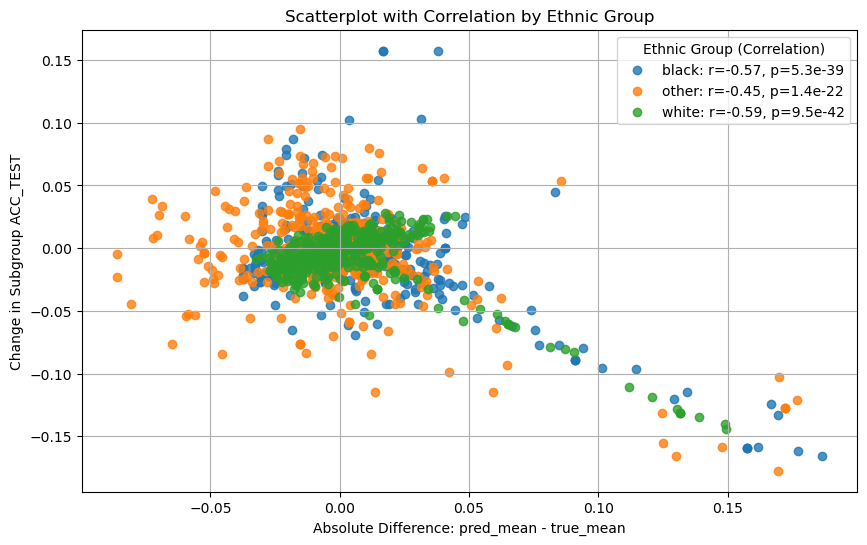 Scatterplot with Correlation by Ethnic Group
Ethnic Group (Correlation)
black: r=-0.57, p=5.3e-39
other: r=-0.45, p=1.4e-22
white: r=-0.59, p=9.5e-42
Change in Subgroup ACC_TEST
0.15
0.10
0.05
0.00
−0.05
−0.10
−0.15
−0.05 0.00 0.05 0.10 0.15
Absolute Difference: pred_mean - true_mean